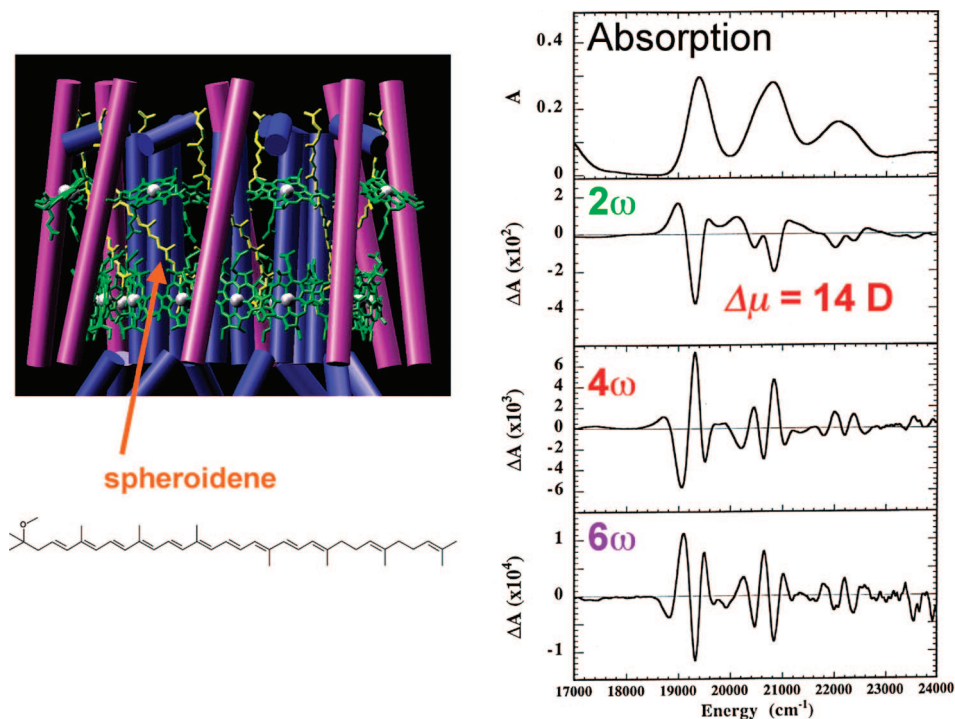 spheroidene
O
Absorption
0.4
0.2
0
A
2ω
2
0
-2
-4
ΔA (x10²)
Δμ = 14 D
4ω
6
4
2
0
-2
-4
-6
ΔA (x10³)
6ω
1
0
-1
ΔA (x10⁴)
17000 18000 19000 20000 21000 22000 23000 24000
Energy (cm⁻¹)